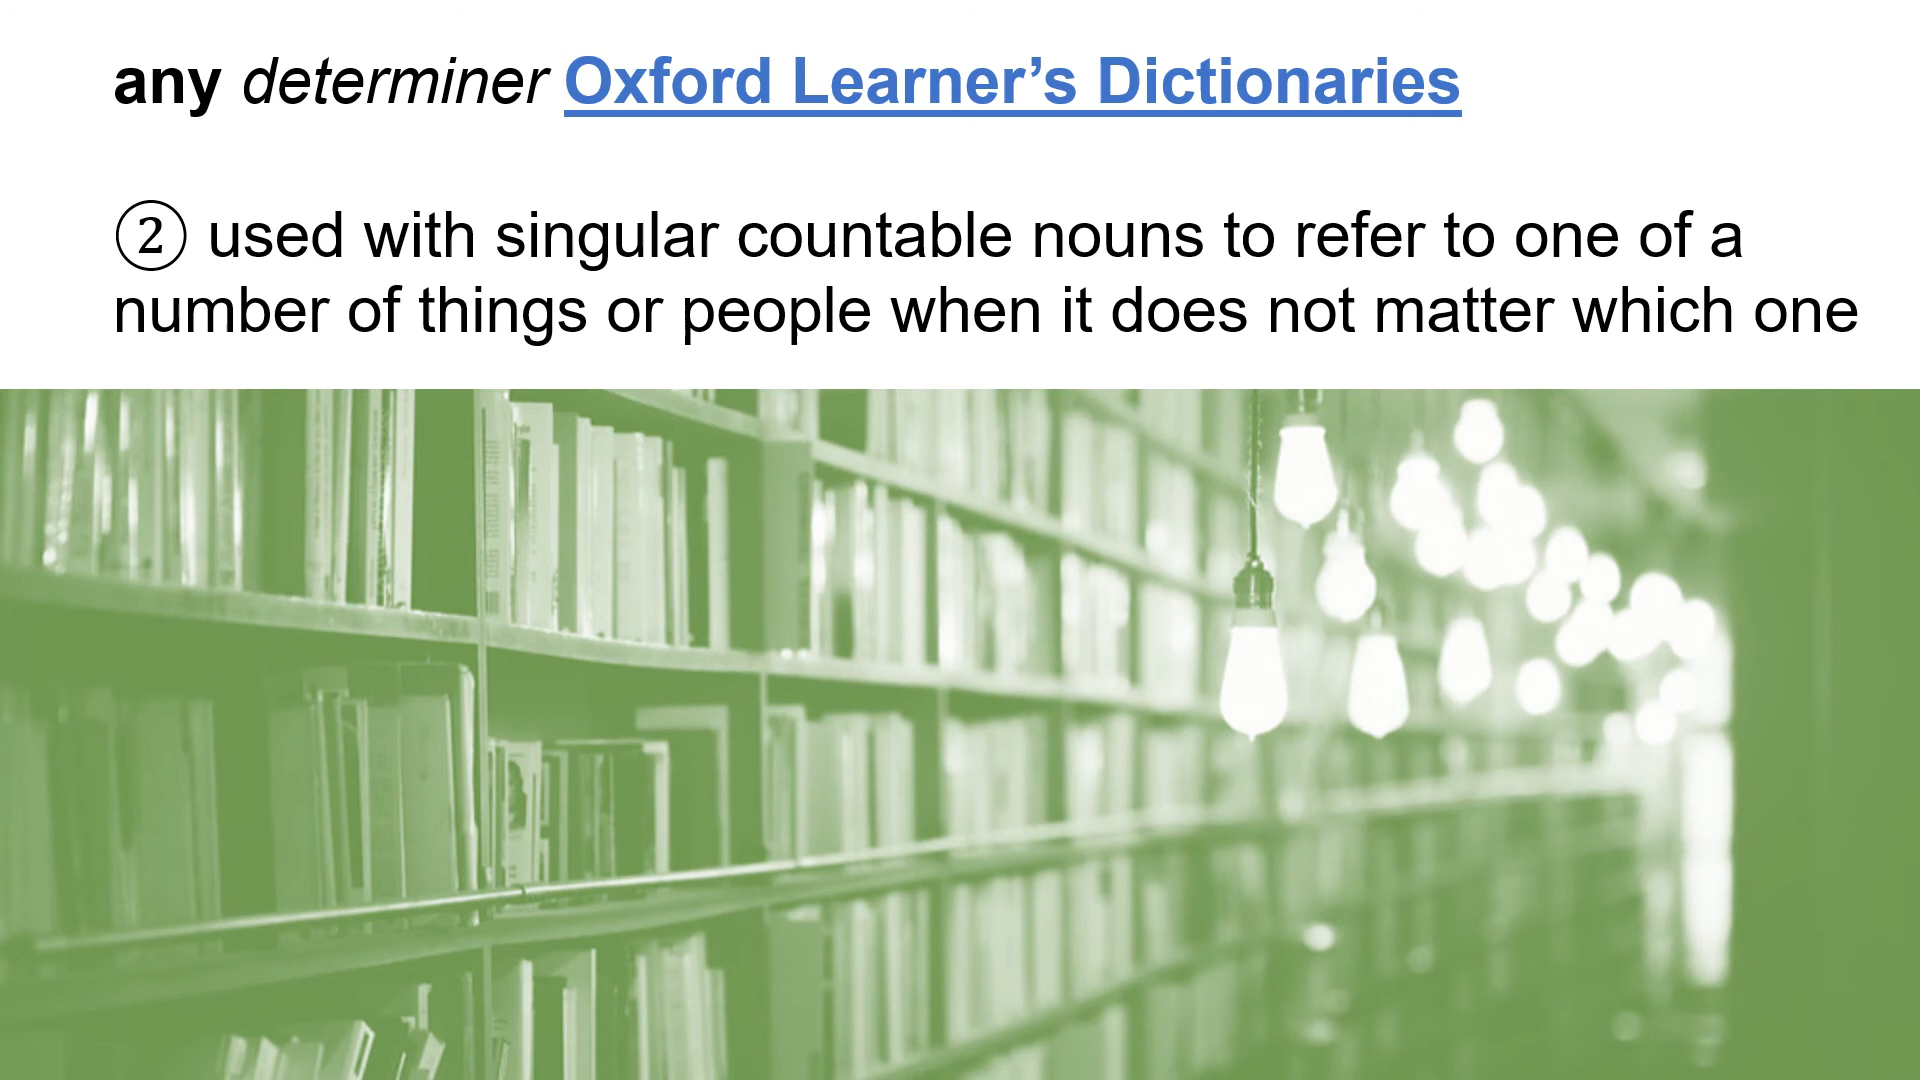 any determiner Oxford Learner’s Dictionaries
② used with singular countable nouns to refer to one of a
number of things or people when it does not matter which one